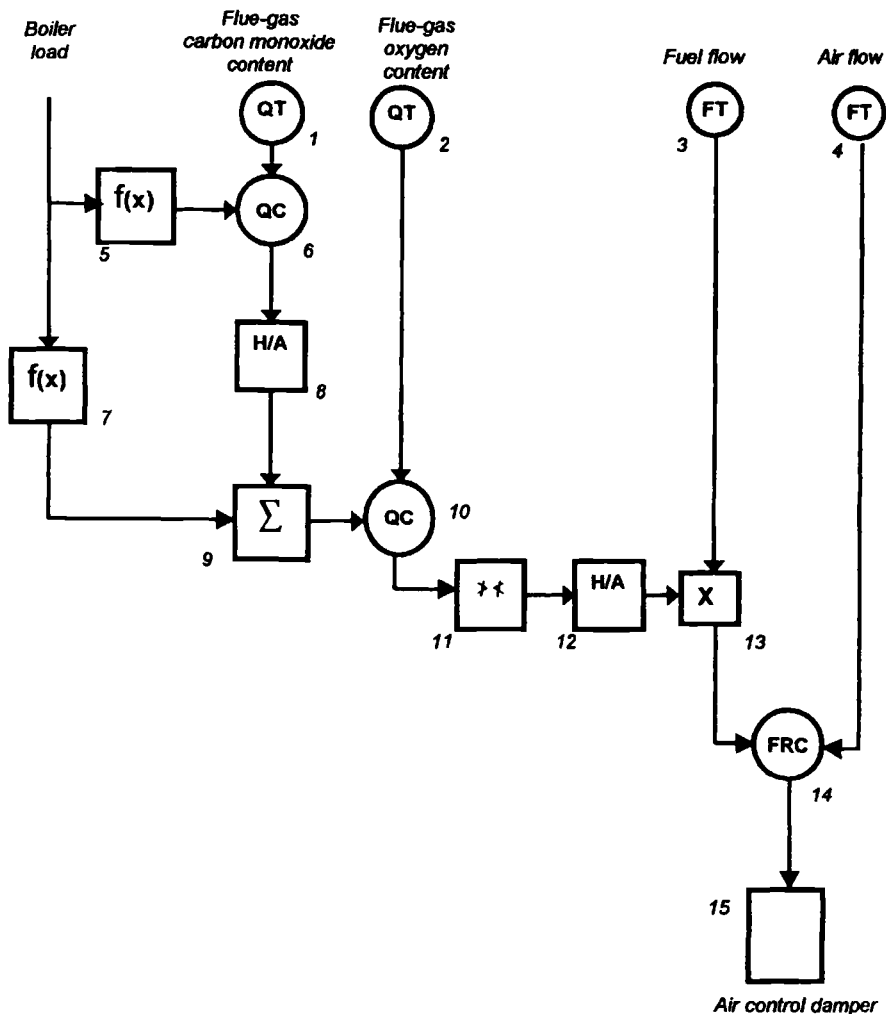 Boiler
load
Flue-gas
carbon monoxide
content
Flue-gas
oxygen
content
Fuel flow
Air flow
QT
1
QT
2
FT
3
FT
4
f(x)
5
QC
6
f(x)
7
H/A
8
Σ
9
QC
10
**
11
H/A
12
X
13
FRC
14
15
Air control damper